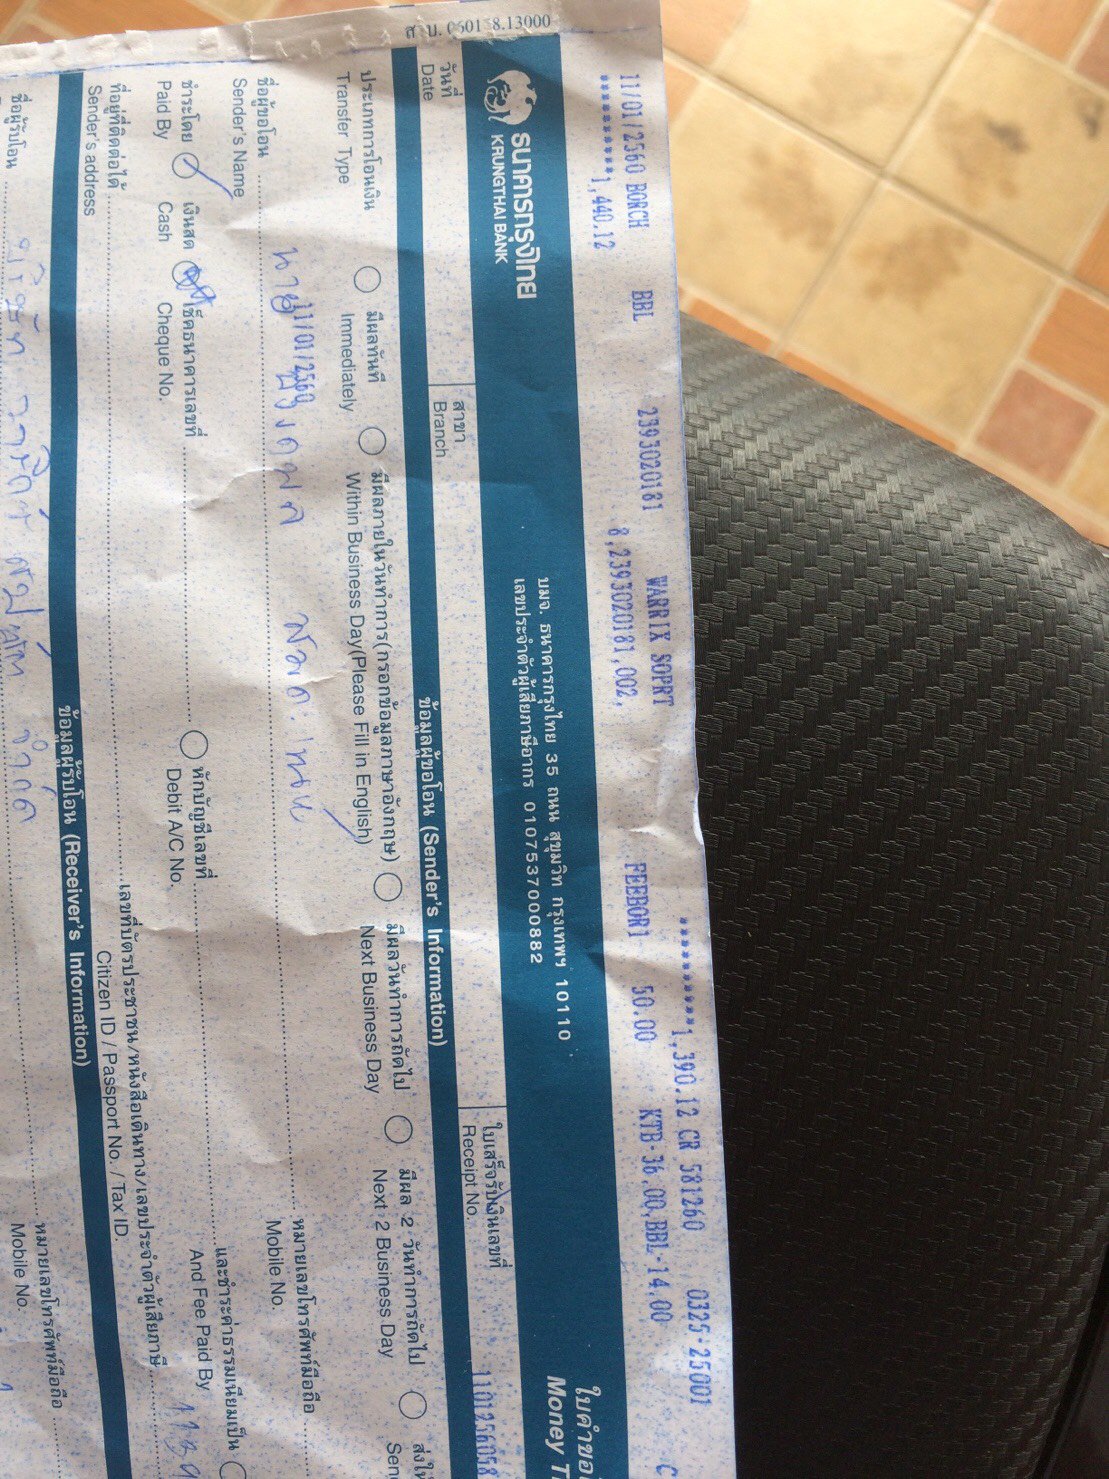 ส บ. 0601 8.13000
11/01/2560 BORCH BBL 2393020181 WARRIX SOPRT **********1,390.12 CR 581260 0325-25001
**********1,440.12 8,2393020181,002, FEEBOR1 50.00 KTB-36.00,BBL-14.00
ธนาคารกรุงไทย
KRUNGTHAI BANK
บมจ. ธนาคารกรุงไทย 35 ถนน สุขุมวิท กรุงเทพฯ 10110
เลขประจำตัวผู้เสียภาษีอากร 0107537000882
ใบคำขอ
Money T
วันที่
Date
สาขา
Branch
ใบเสร็จรับเงินเลขที่
Receipt No.
1101256058
ข้อมูลผู้ขอโอน (Sender's Information)
ประเภทการโอนเงิน มีผลทันที มีผลภายในวันทำการ(กรอกข้อมูลภาษาอังกฤษ) มีผลวันทำการถัดไป มีผล 2 วันทำการถัดไป ส่งใ
Transfer Type Immediately Within Business Day(Please Fill in English) Next Business Day Next 2 Business Day Sen
11/01/2560
ชื่อผู้ขอโอน นาย หมายเลขโทรศัพท์มือถือ
Sender's Name Mobile No.
ชำระโดย เงินสด เช็คธนาคารเลขที่ หักบัญชีเลขที่ และชำระค่าธรรมเนียมเป็น
Paid By Cash Cheque No. Debit A/C No. And Fee Paid By
ที่อยู่ที่ติดต่อได้ เลขที่บัตรประชาชน/หนังสือเดินทาง/เลขประจำตัวผู้เสียภาษี
Sender's address Citizen ID / Passport No. / Tax ID.
ข้อมูลผู้รับโอน (Receiver's Information)
ชื่อผู้รับโอน บริษัท วาริกซ์ สปอร์ต จำกัด หมายเลขโทรศัพท์มือถือ
Mobile No.